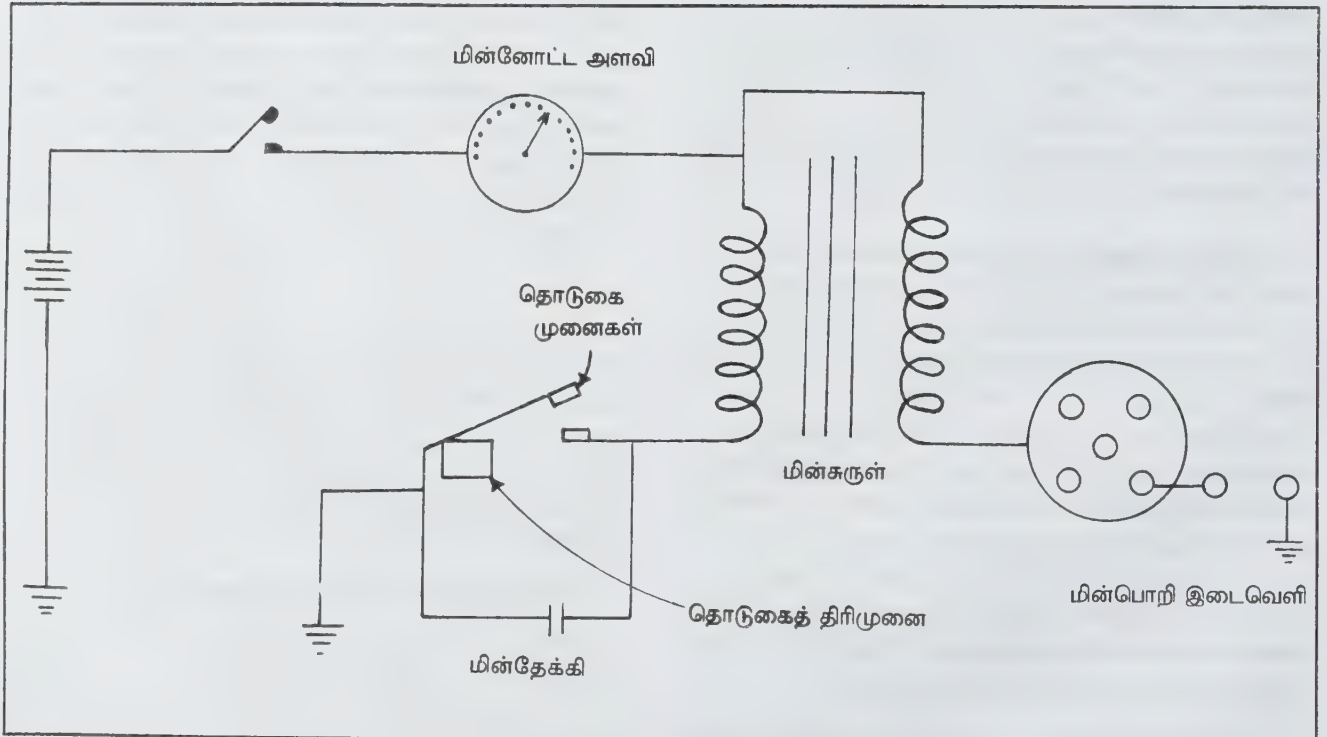 மின்னோட்ட அளவி
தொடுகை
முனைகள்
மின்சுருள்
மின்பொறி இடைவெளி
தொடுகைத் திரிமுனை
மின்தேக்கி